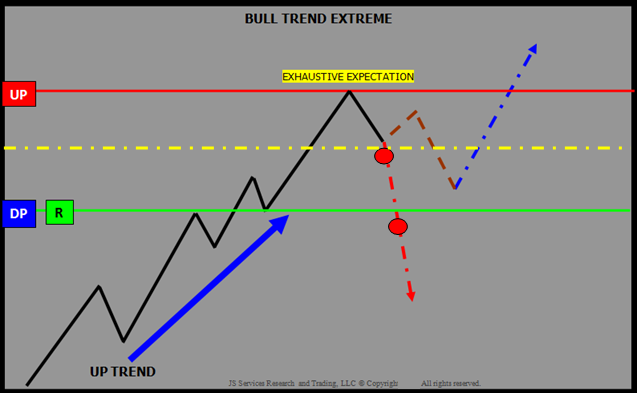 BULL TREND EXTREME
EXHAUSTIVE EXPECTATION
UP
DP R
UP TREND
JS Services Research and Trading, LLC ® Copyright All rights reserved.